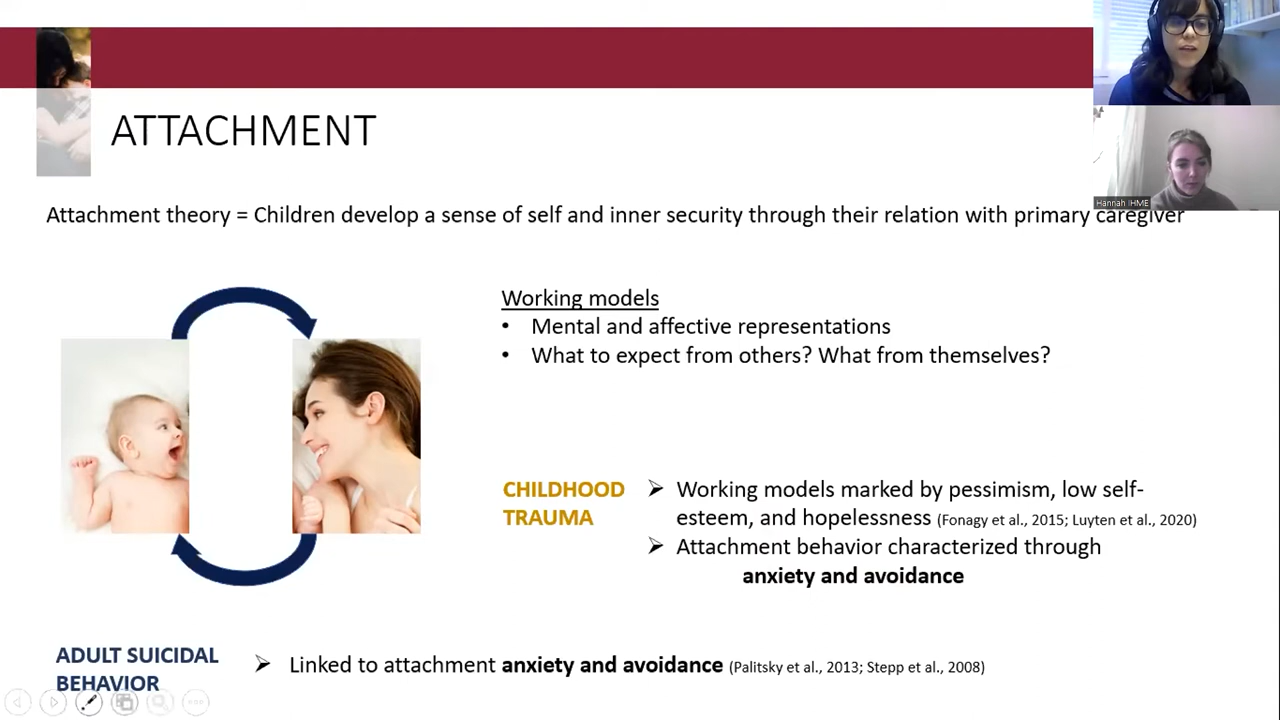 ATTACHMENT
Hannah IHME
Attachment theory = Children develop a sense of self and inner security through their relation with primary caregiver
Working models
• Mental and affective representations
• What to expect from others? What from themselves?
CHILDHOOD
TRAUMA
➢ Working models marked by pessimism, low self-
esteem, and hopelessness (Fonagy et al., 2015; Luyten et al., 2020)
➢ Attachment behavior characterized through
anxiety and avoidance
ADULT SUICIDAL
BEHAVIOR
➢ Linked to attachment anxiety and avoidance (Palitsky et al., 2013; Stepp et al., 2008)